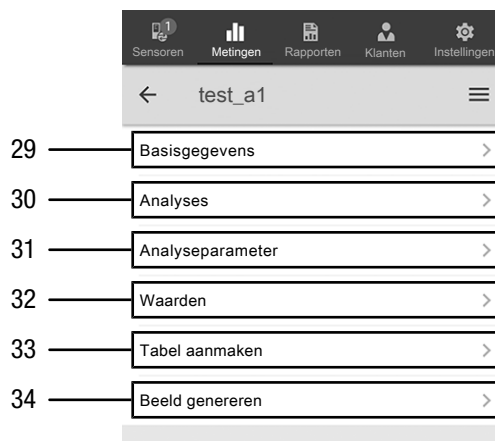 1
Sensoren Metingen Rapporten Klanten Instellingen
test_a1
29 Basisgegevens
30 Analyses
31 Analyseparameter
32 Waarden
33 Tabel aanmaken
34 Beeld genereren